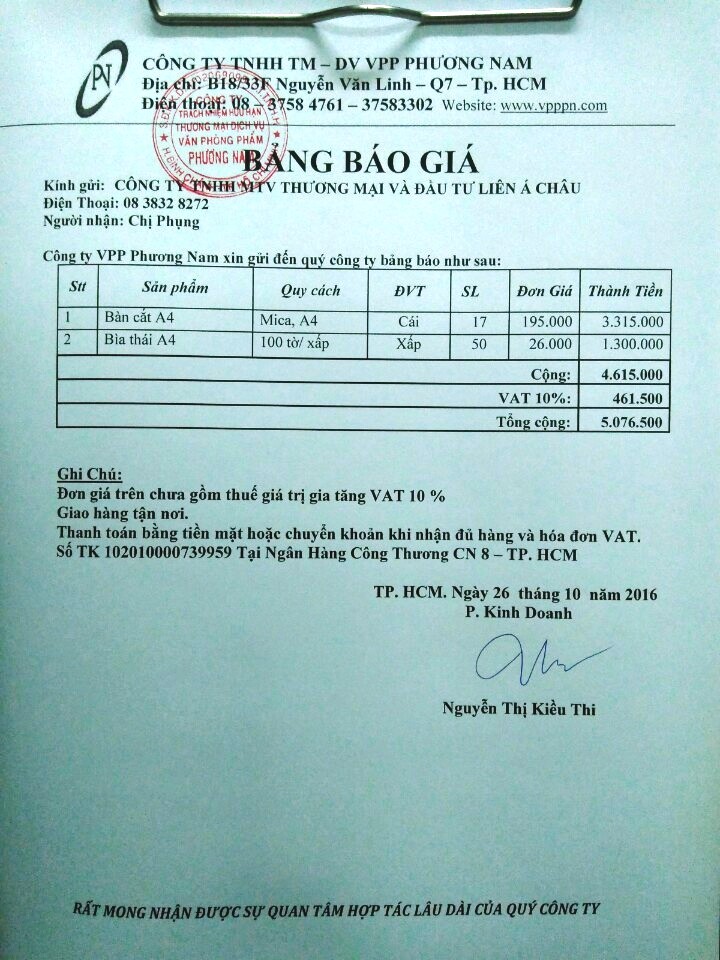 PN
CÔNG TY TNHH TM – DV VPP PHƯƠNG NAM
Địa chỉ: B18/33F Nguyễn Văn Linh – Q7 – Tp. HCM
Điện thoại: 08 – 3758 4761 – 37583302 Website: www.vpppn.com
CÔNG TY
TRÁCH NHIỆM HỮU HẠN
THƯƠNG MẠI DỊCH VỤ
VĂN PHÒNG PHẨM
PHƯƠNG NAM
BẢNG BÁO GIÁ
Kính gửi: CÔNG TY TNHH MTV THƯƠNG MẠI VÀ ĐẦU TƯ LIÊN Á CHÂU
Điện Thoại: 08 3832 8272
Người nhận: Chị Phụng
Công ty VPP Phương Nam xin gửi đến quý công ty bảng báo như sau:
Stt Sản phẩm Quy cách ĐVT SL Đơn Giá Thành Tiền
1 Bàn cắt A4 Mica, A4 Cái 17 195.000 3.315.000
2 Bìa thái A4 100 tờ/ xấp Xấp 50 26.000 1.300.000
Cộng: 4.615.000
VAT 10%: 461.500
Tổng cộng: 5.076.500
Ghi Chú:
Đơn giá trên chưa gồm thuế giá trị gia tăng VAT 10 %
Giao hàng tận nơi.
Thanh toán bằng tiền mặt hoặc chuyển khoản khi nhận đủ hàng và hóa đơn VAT.
Số TK 102010000739959 Tại Ngân Hàng Công Thương CN 8 – TP. HCM
TP. HCM. Ngày 26 tháng 10 năm 2016
P. Kinh Doanh
Nguyễn Thị Kiều Thi
RẤT MONG NHẬN ĐƯỢC SỰ QUAN TÂM HỢP TÁC LÂU DÀI CỦA QUÝ CÔNG TY